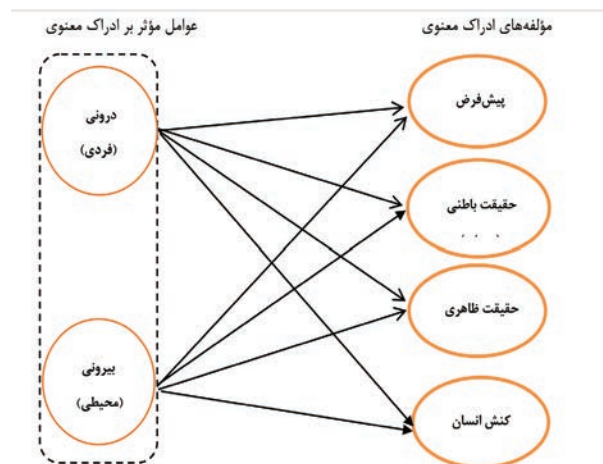 مؤلفه‌های ادراک معنوی
عوامل مؤثر بر ادراک معنوی
پیش‌فرض
درونی
(فردی)
حقیقت باطنی
حقیقت ظاهری
بیرونی
(محیطی)
کنش انسان